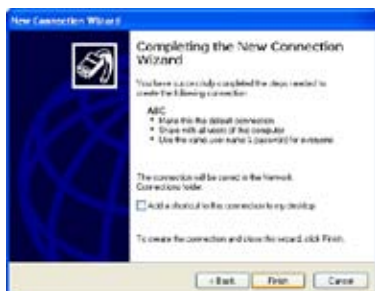 New Connection Wizard
Completing the New Connection
Wizard
You have successfully completed the steps needed to
create the following connection:
ABC
• Make this the default connection
• Share with all users of this computer
• Use the same user name & password for everyone
The connection will be saved in the Network
Connections folder.
Add a shortcut to this connection to my desktop
To create the connection and close this wizard, click Finish.
< Back
Finish
Cancel